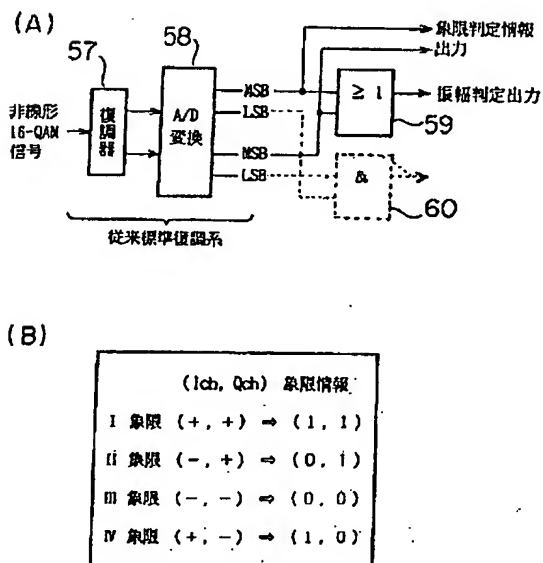 (A)
57
58
象限判定情報
出力
非線形
16-QAM
信号
復調器
A/D
変換
MSB
LSB
MSB
LSB
≥ 1
振幅判定出力
59
&
60
従来標準復調系
(B)
(Ich, Qch) 象限情報
I 象限 (+, +) ⇒ (1, 1)
II 象限 (-, +) ⇒ (0, 1)
III 象限 (-, -) ⇒ (0, 0)
IV 象限 (+, -) ⇒ (1, 0)